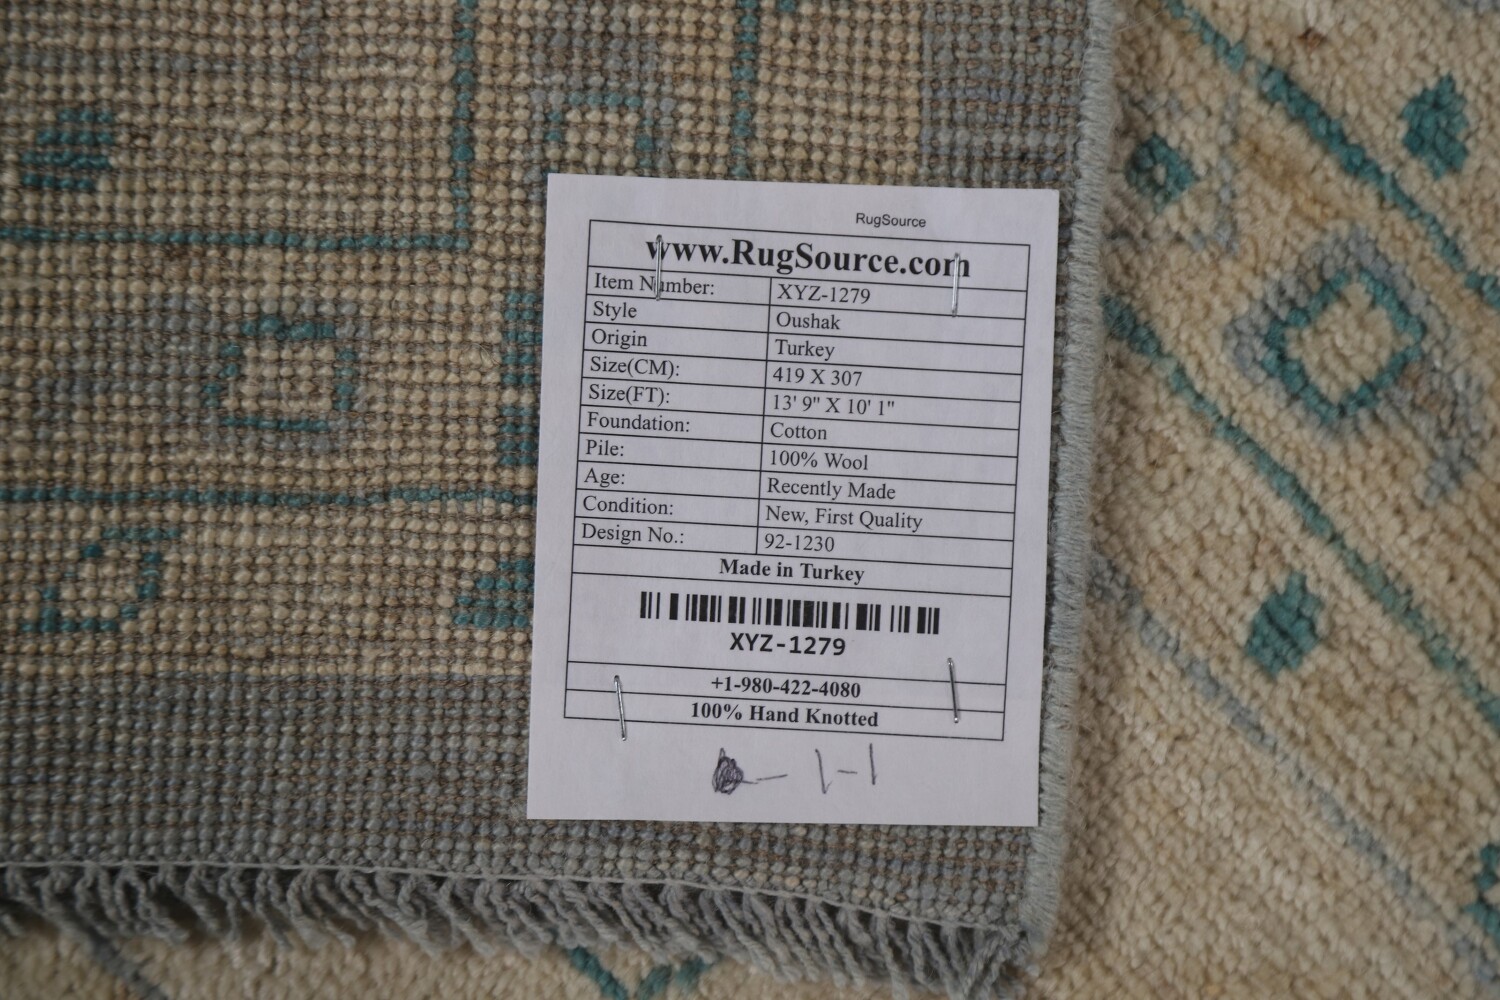 RugSource
www.RugSource.com
Item Number: XYZ-1279
Style Oushak
Origin Turkey
Size(CM): 419 X 307
Size(FT): 13' 9" X 10' 1"
Foundation: Cotton
Pile: 100% Wool
Age: Recently Made
Condition: New, First Quality
Design No.: 92-1230
Made in Turkey
XYZ-1279
+1-980-422-4080
100% Hand Knotted
- 1-1